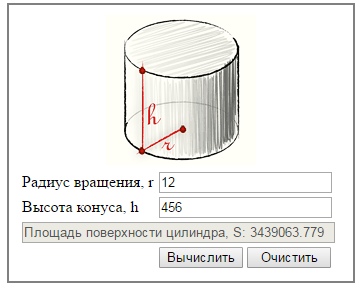 h
r
Радиус вращения, r 12
Высота конуса, h 456
Площадь поверхности цилиндра, S: 3439063.779
Вычислить Очистить